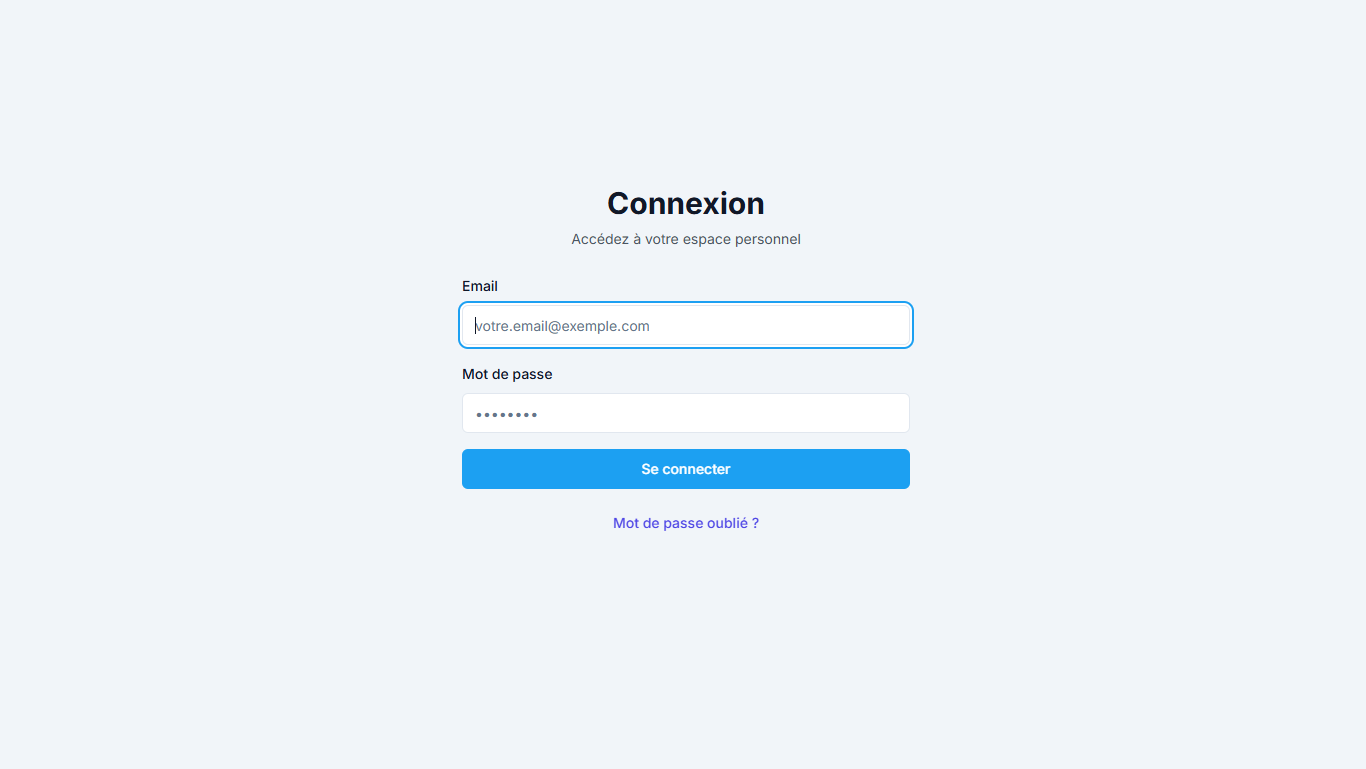 Connexion
Accédez à votre espace personnel
Email
votre.email@exemple.com
Mot de passe
••••••••
Se connecter
Mot de passe oublié ?